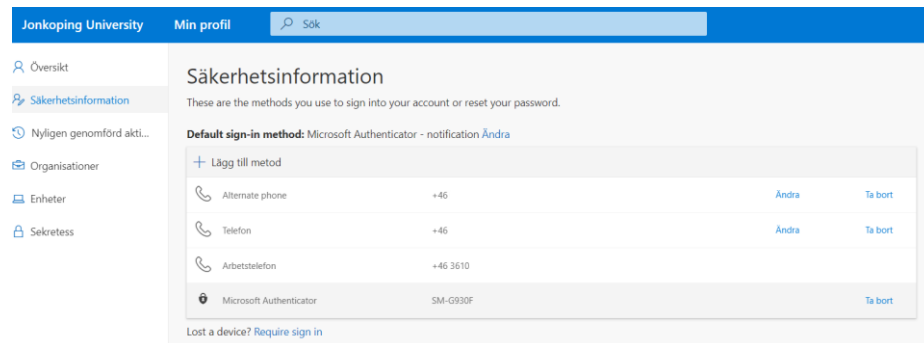 Jonkoping University Min profil Sök
Översikt
Säkerhetsinformation
Nyligen genomförd akti...
Organisationer
Enheter
Sekretess
Säkerhetsinformation
These are the methods you use to sign into your account or reset your password.
Default sign-in method: Microsoft Authenticator - notification Ändra
Lägg till metod
Alternate phone +46 Ändra Ta bort
Telefon +46 Ändra Ta bort
Arbetstelefon +46 3610
Microsoft Authenticator SM-G930F Ta bort
Lost a device? Require sign in